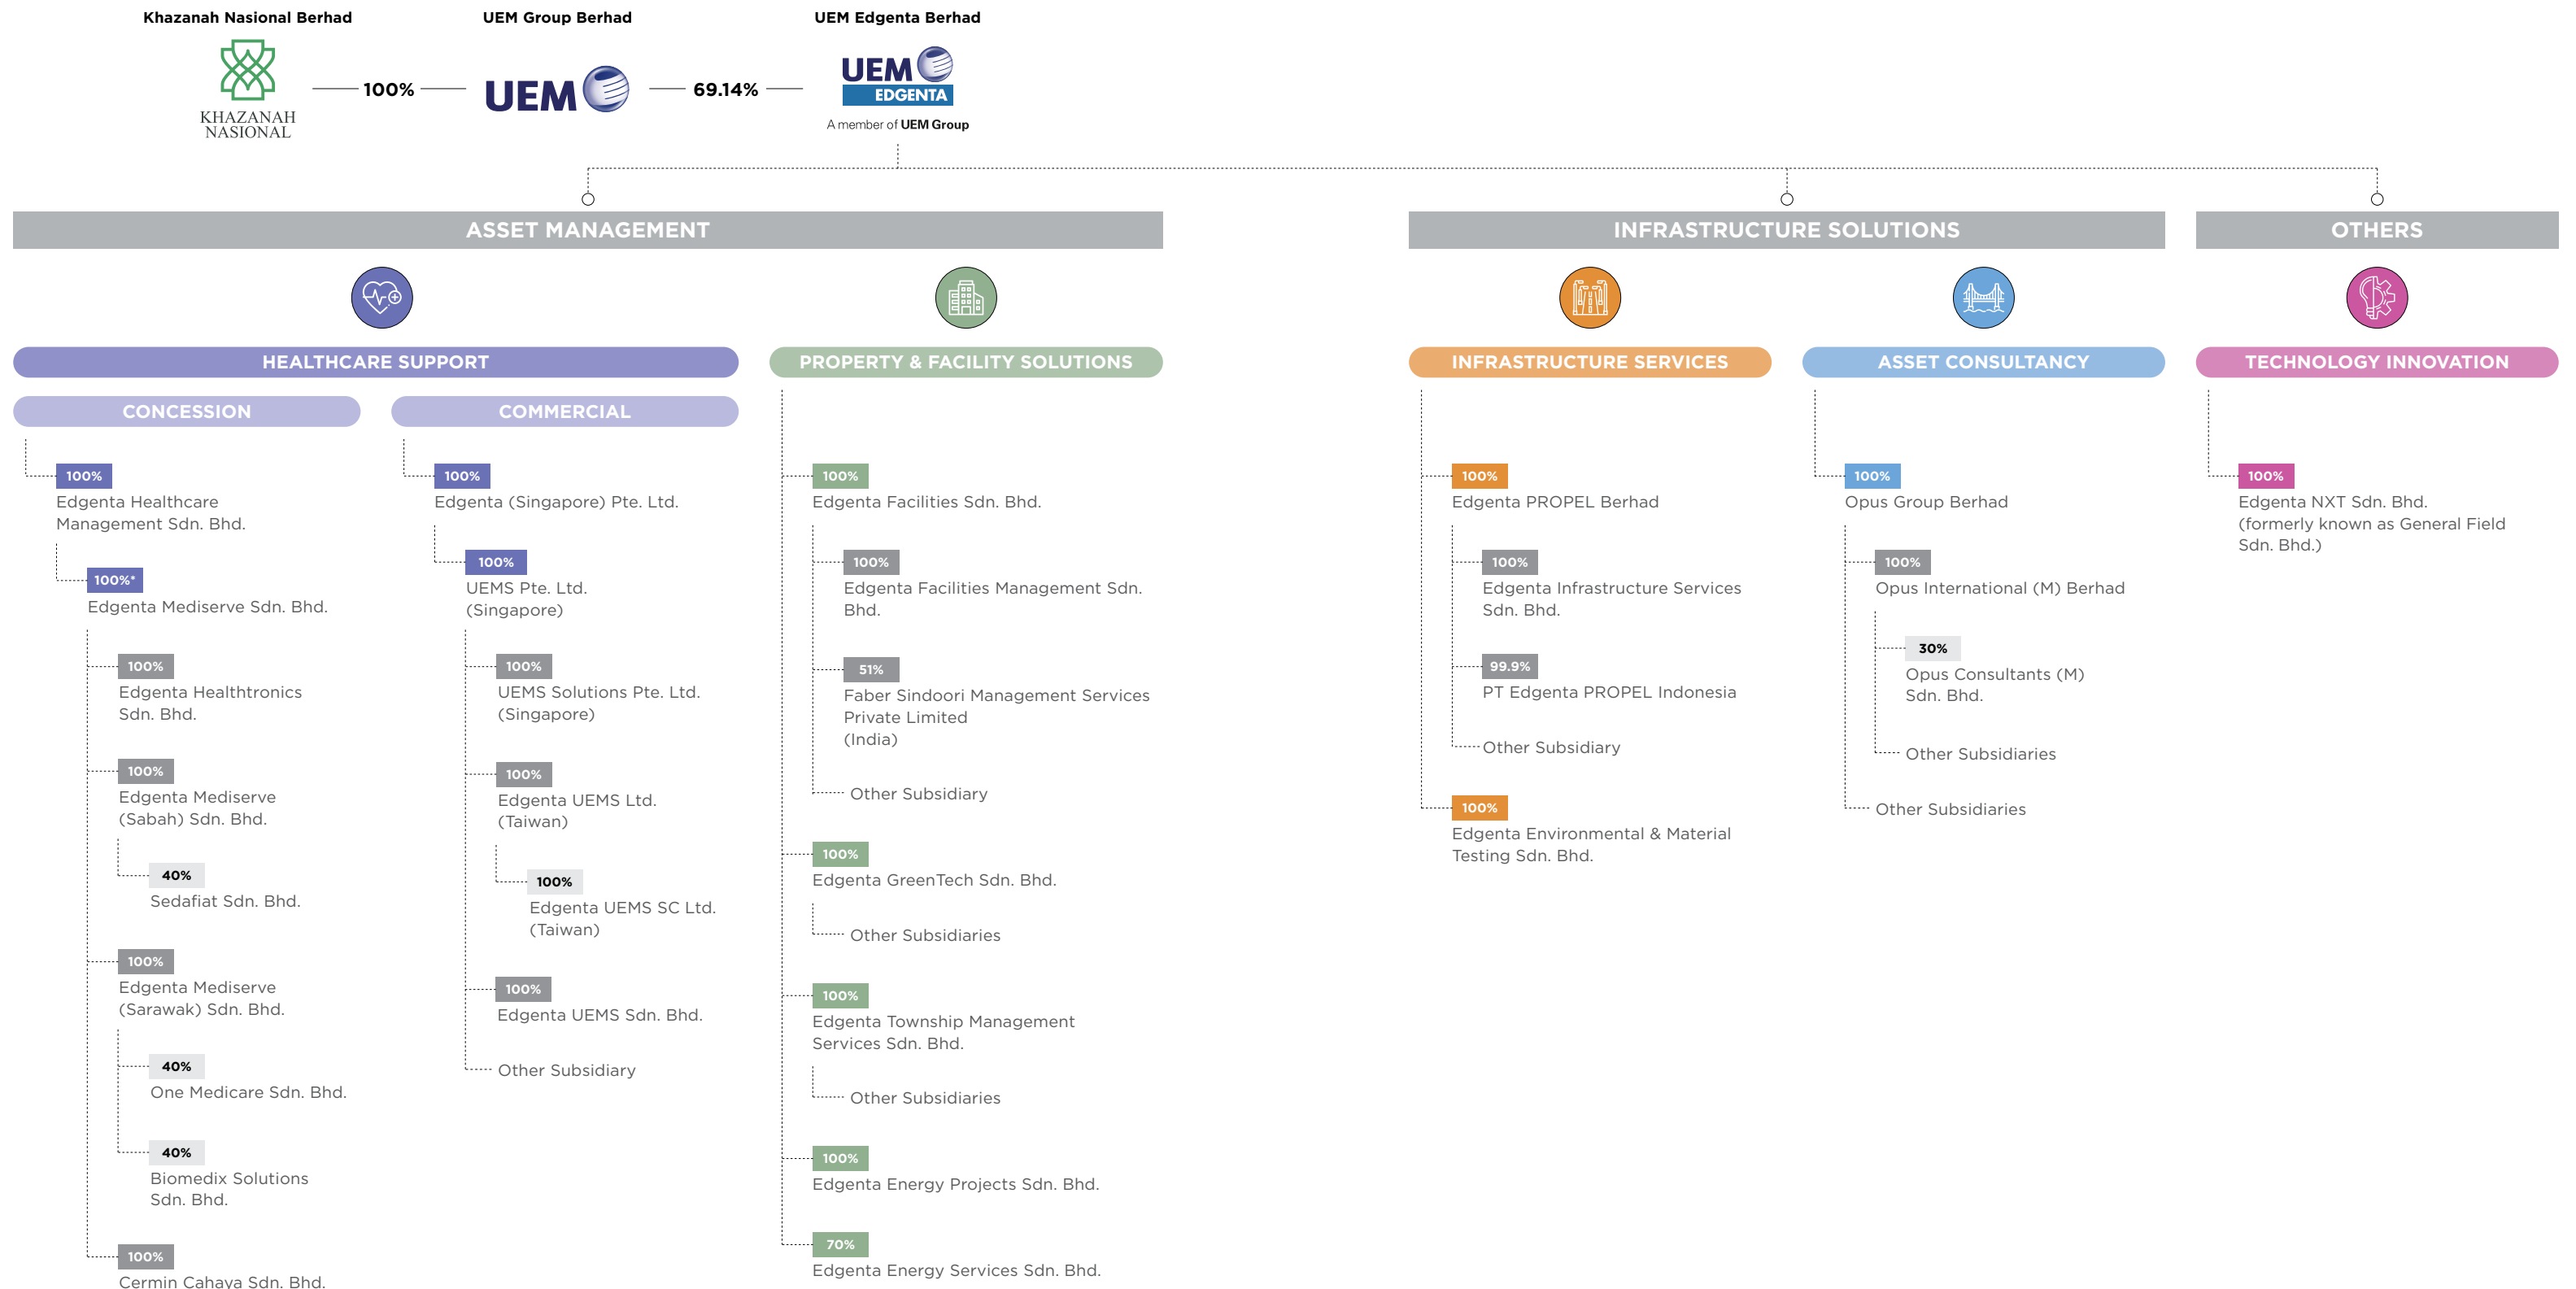 Khazanah Nasional Berhad
KHAZANAH
NASIONAL
100%
UEM Group Berhad
UEM
69.14%
UEM Edgenta Berhad
UEM
EDGENTA
A member of UEM Group
ASSET MANAGEMENT
HEALTHCARE SUPPORT
CONCESSION
100%
Edgenta Healthcare
Management Sdn. Bhd.
100%*
Edgenta Mediserve Sdn. Bhd.
100%
Edgenta Healthtronics
Sdn. Bhd.
100%
Edgenta Mediserve
(Sabah) Sdn. Bhd.
40%
Sedafiat Sdn. Bhd.
100%
Edgenta Mediserve
(Sarawak) Sdn. Bhd.
40%
One Medicare Sdn. Bhd.
40%
Biomedix Solutions
Sdn. Bhd.
100%
Cermin Cahaya Sdn. Bhd.
COMMERCIAL
100%
Edgenta (Singapore) Pte. Ltd.
100%
UEMS Pte. Ltd.
(Singapore)
100%
UEMS Solutions Pte. Ltd.
(Singapore)
100%
Edgenta UEMS Ltd.
(Taiwan)
100%
Edgenta UEMS SC Ltd.
(Taiwan)
100%
Edgenta UEMS Sdn. Bhd.
Other Subsidiary
PROPERTY & FACILITY SOLUTIONS
100%
Edgenta Facilities Sdn. Bhd.
100%
Edgenta Facilities Management Sdn.
Bhd.
51%
Faber Sindoori Management Services
Private Limited
(India)
Other Subsidiary
100%
Edgenta GreenTech Sdn. Bhd.
Other Subsidiaries
100%
Edgenta Township Management
Services Sdn. Bhd.
Other Subsidiaries
100%
Edgenta Energy Projects Sdn. Bhd.
70%
Edgenta Energy Services Sdn. Bhd.
INFRASTRUCTURE SOLUTIONS
INFRASTRUCTURE SERVICES
100%
Edgenta PROPEL Berhad
100%
Edgenta Infrastructure Services
Sdn. Bhd.
99.9%
PT Edgenta PROPEL Indonesia
Other Subsidiary
100%
Edgenta Environmental & Material
Testing Sdn. Bhd.
ASSET CONSULTANCY
100%
Opus Group Berhad
100%
Opus International (M) Berhad
30%
Opus Consultants (M)
Sdn. Bhd.
Other Subsidiaries
Other Subsidiaries
OTHERS
TECHNOLOGY INNOVATION
100%
Edgenta NXT Sdn. Bhd.
(formerly known as General Field
Sdn. Bhd.)